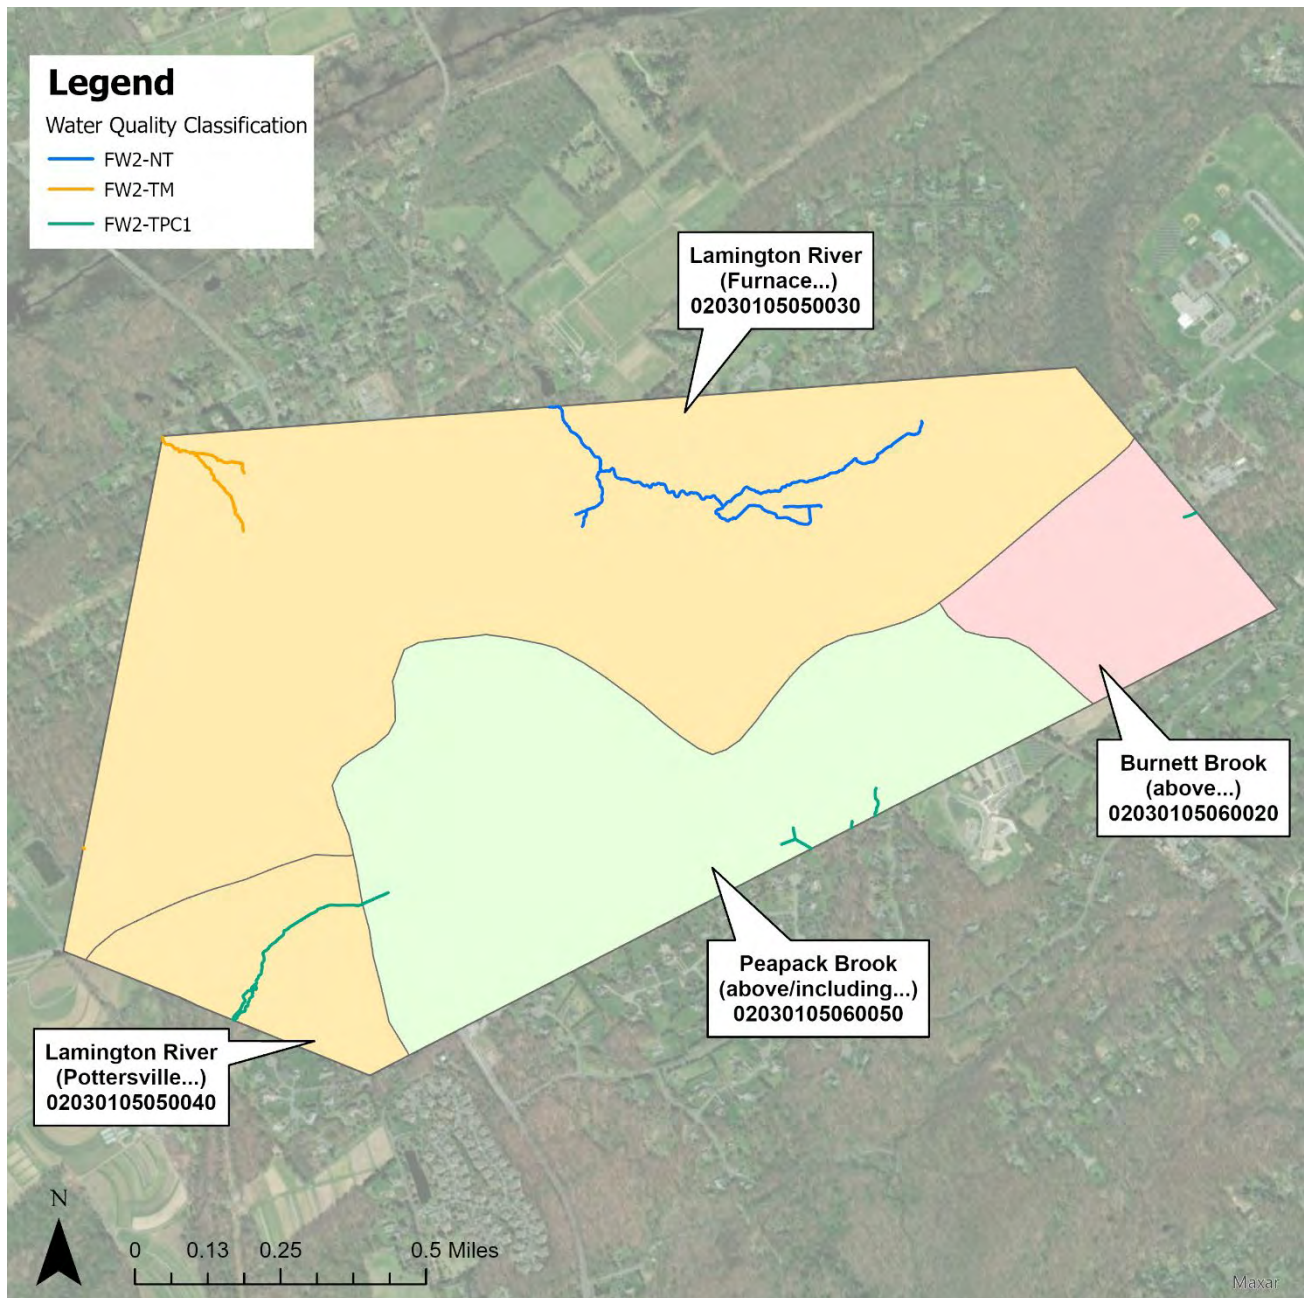 Legend
Water Quality Classification
FW2-NT
FW2-TM
FW2-TPC1
Lamington River
(Furnace...)
02030105050030
Burnett Brook
(above...)
02030105060020
Peapack Brook
(above/including...)
02030105060050
Lamington River
(Pottersville...)
02030105050040
N
0 0.13 0.25 0.5 Miles
Maxar